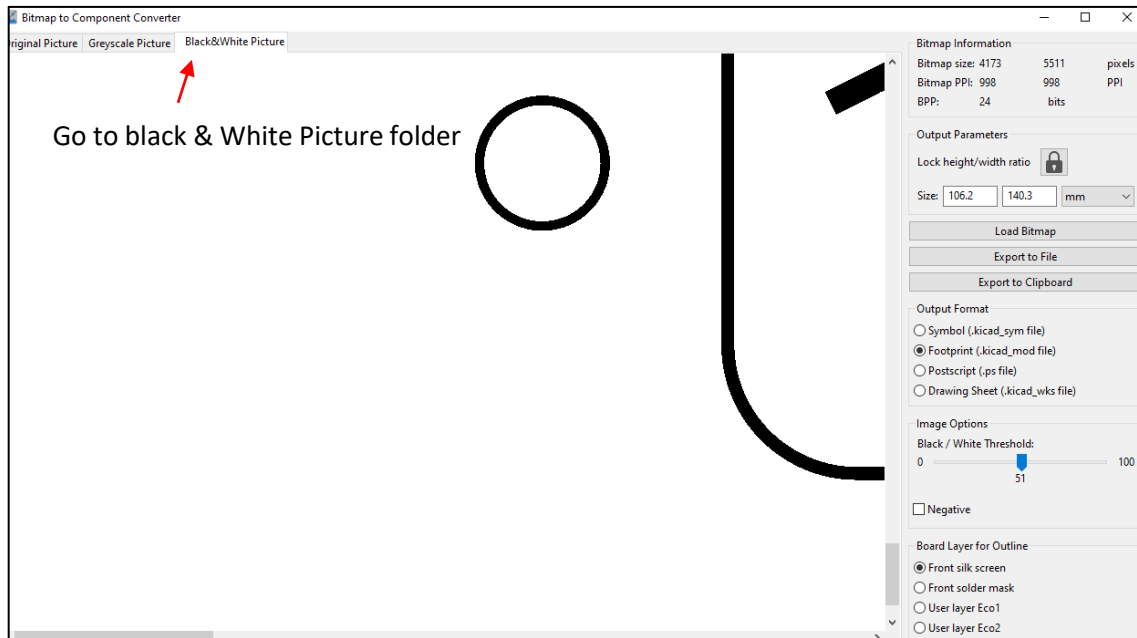 Bitmap to Component Converter
riginal Picture Greyscale Picture Black&White Picture
Go to black & White Picture folder
Bitmap Information
Bitmap size: 4173 5511 pixels
Bitmap PPI: 998 998 PPI
BPP: 24 bits
Output Parameters
Lock height/width ratio
Size: 106.2 140.3 mm
Load Bitmap
Export to File
Export to Clipboard
Output Format
Symbol (.kicad_sym file)
Footprint (.kicad_mod file)
Postscript (.ps file)
Drawing Sheet (.kicad_wks file)
Image Options
Black / White Threshold:
0 100
51
Negative
Board Layer for Outline
Front silk screen
Front solder mask
User layer Eco1
User layer Eco2